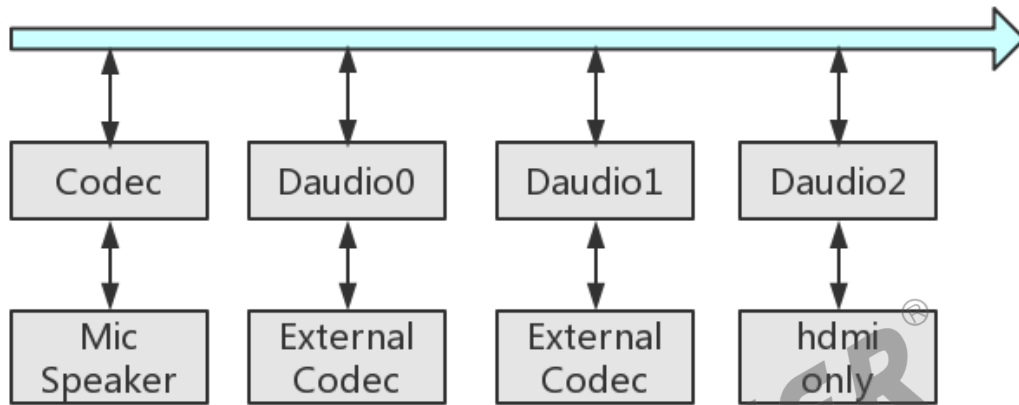 Codec
Daudio0
Daudio1
Daudio2
Mic
Speaker
External
Codec
External
Codec
hdmi
only
®